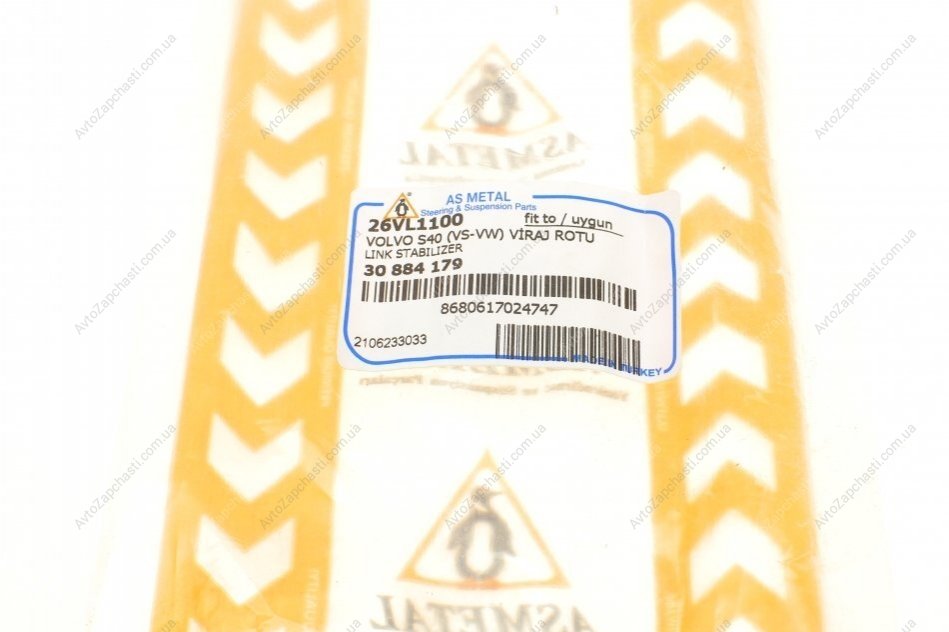 ASMETAL
AS METAL
Steering & Suspension Parts
26VL1100
fit to / uygun
VOLVO S40 (VS-VW) VİRAJ ROTU
LINK STABILIZER
30 884 179
8680617024747
2106233033
MADE IN TURKEY
ASMETAL
AvtoZapchasti.com.ua